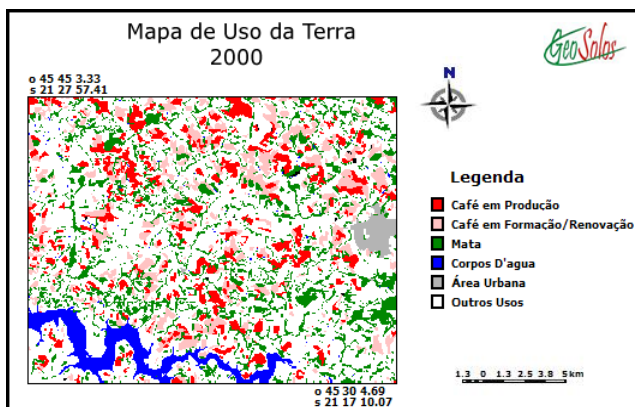 Mapa de Uso da Terra
2000
GeoSolos
o 45 45 3.33
s 21 27 57.41
N
Legenda
Café em Produção
Café em Formação/Renovação
Mata
Corpos D'agua
Área Urbana
Outros Usos
1.3 0 1.3 2.5 3.8 5 km
o 45 30 4.69
s 21 17 10.07